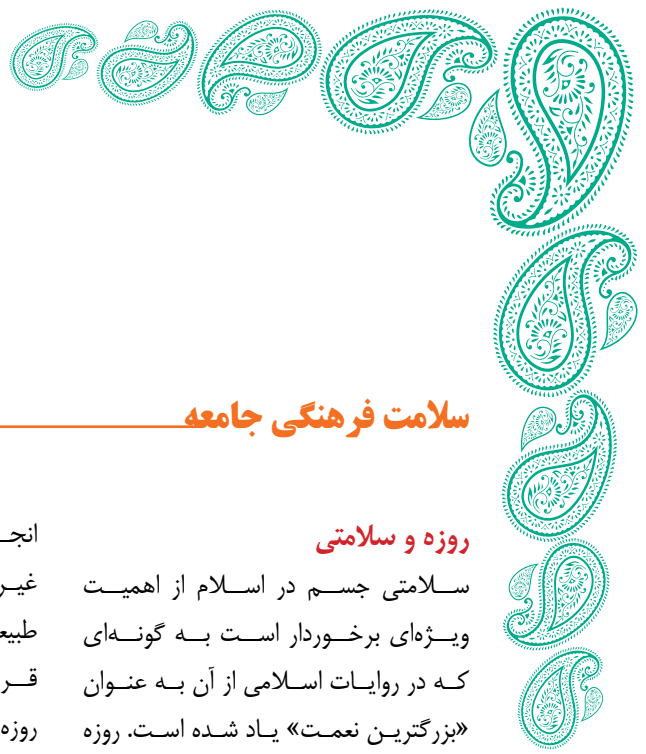 سلامت فرهنگی جامعه
روزه و سلامتی
سلامتی جسم در اسلام از اهمیت
ویژه‌ای برخوردار است به گونه‌ای
که در روایات اسلامی از آن به عنوان
«بزرگترین نعمت» یاد شده است. روزه